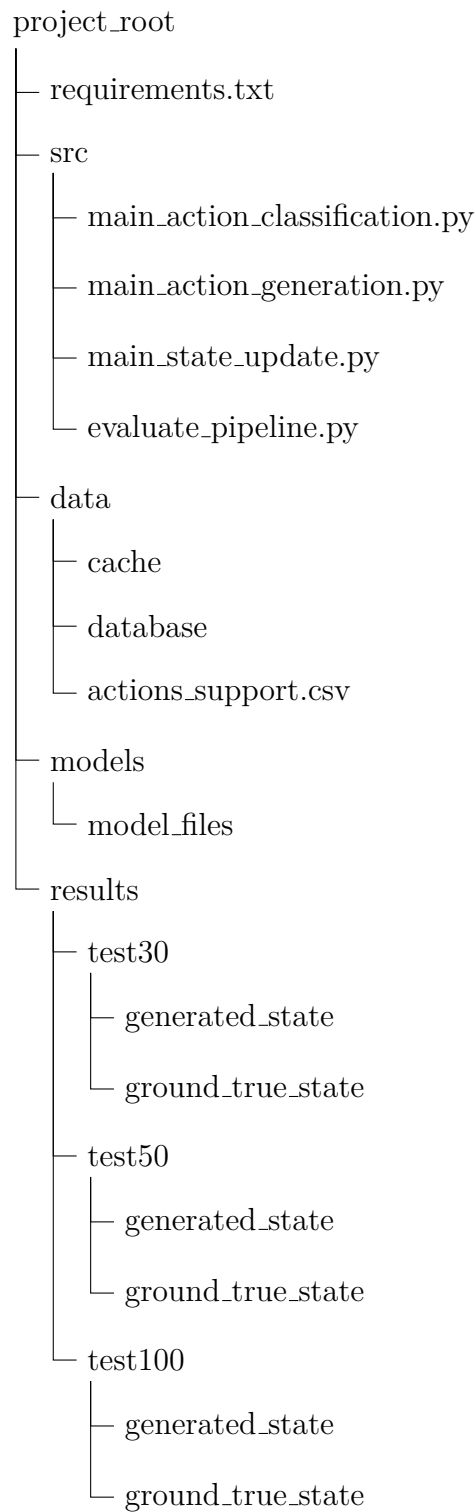 project_root
requirements.txt
src
main_action_classification.py
main_action_generation.py
main_state_update.py
evaluate_pipeline.py
data
cache
database
actions_support.csv
models
model_files
results
test30
generated_state
ground_true_state
test50
generated_state
ground_true_state
test100
generated_state
ground_true_state